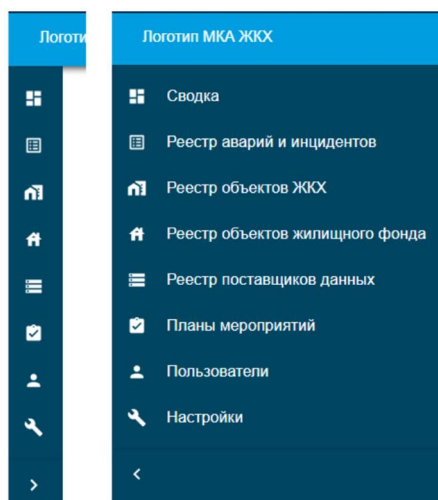 Логоти
Логотип МКА ЖКХ
Сводка
Реестр аварий и инцидентов
Реестр объектов ЖКХ
Реестр объектов жилищного фонда
Реестр поставщиков данных
Планы мероприятий
Пользователи
Настройки